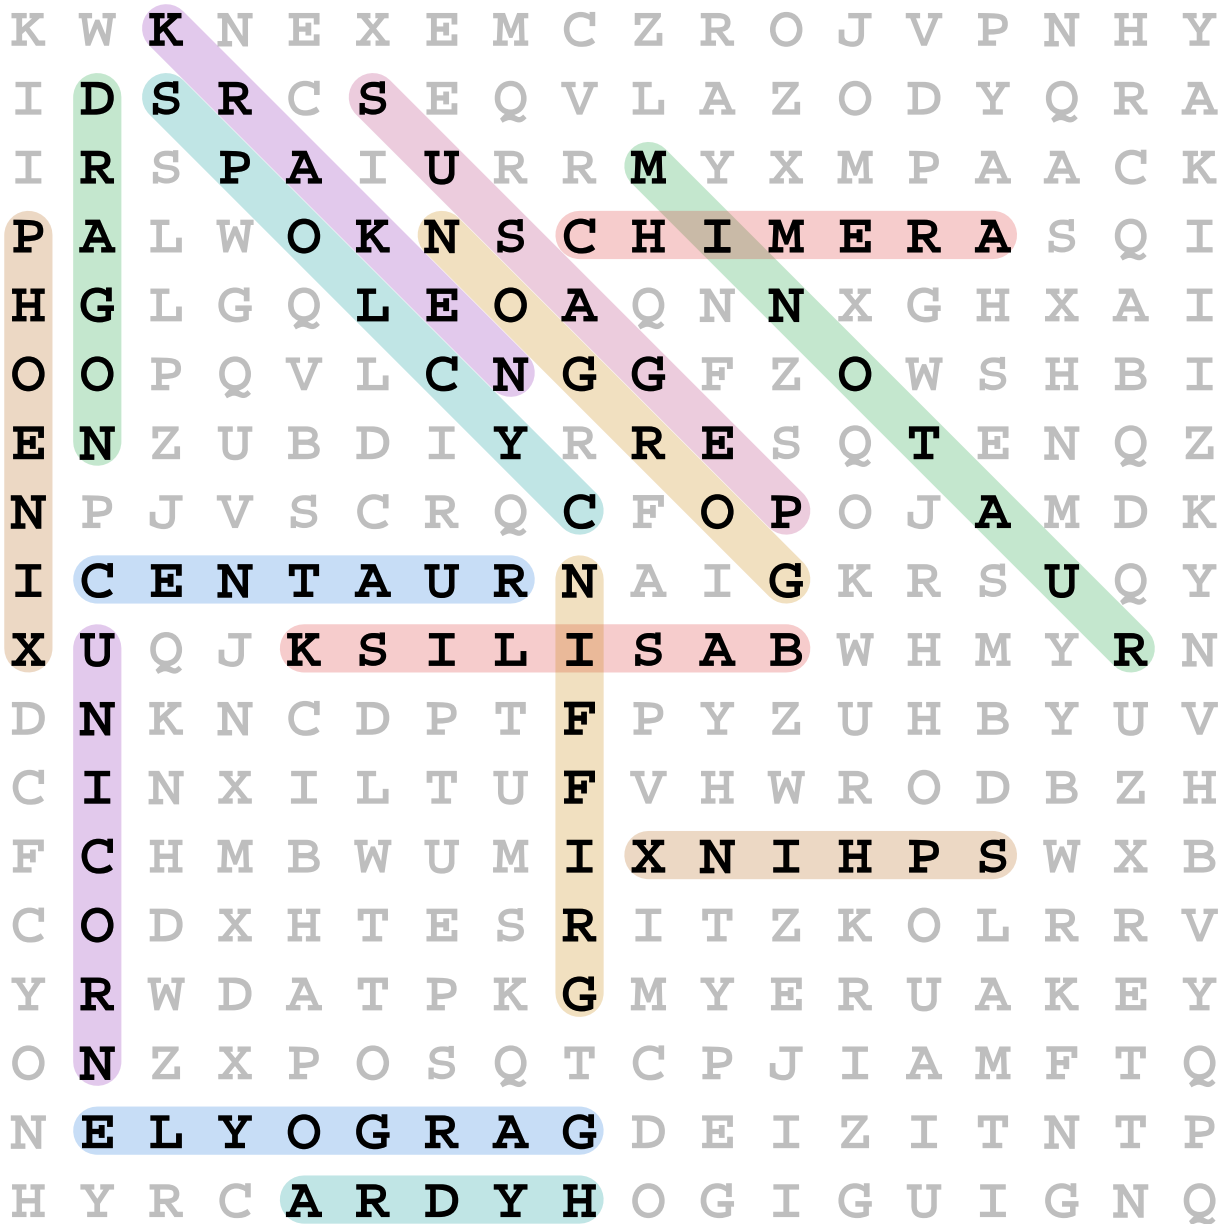 K W K N E X E M C Z R O J V P N H Y
I D S R C S E Q V L A Z O D Y Q R A
I R S P A I U R R M Y X M P A A C K
P A L W O K N S C H I M E R A S Q I
H G L G Q L E O A Q N N X G H X A I
O O P Q V L C N G G F Z O W S H B I
E N Z U B D I Y R R E S Q T E N Q Z
N P J V S C R Q C F O P O J A M D K
I C E N T A U R N A I G K R S U Q Y
X U Q J K S I L I S A B W H M Y R N
D N K N C D P T F P Y Z U H B Y U V
C I N X I L T U F V H W R O D B Z H
F C H M B W U M I X N I H P S W X B
C O D X H T E S R I T Z K O L R R V
Y R W D A T P K G M Y E R U A K E Y
O N Z X P O S Q T C P J I A M F T Q
N E L Y O G R A G D E I Z I T N T P
H Y R C A R D Y H O G I G U I G N Q